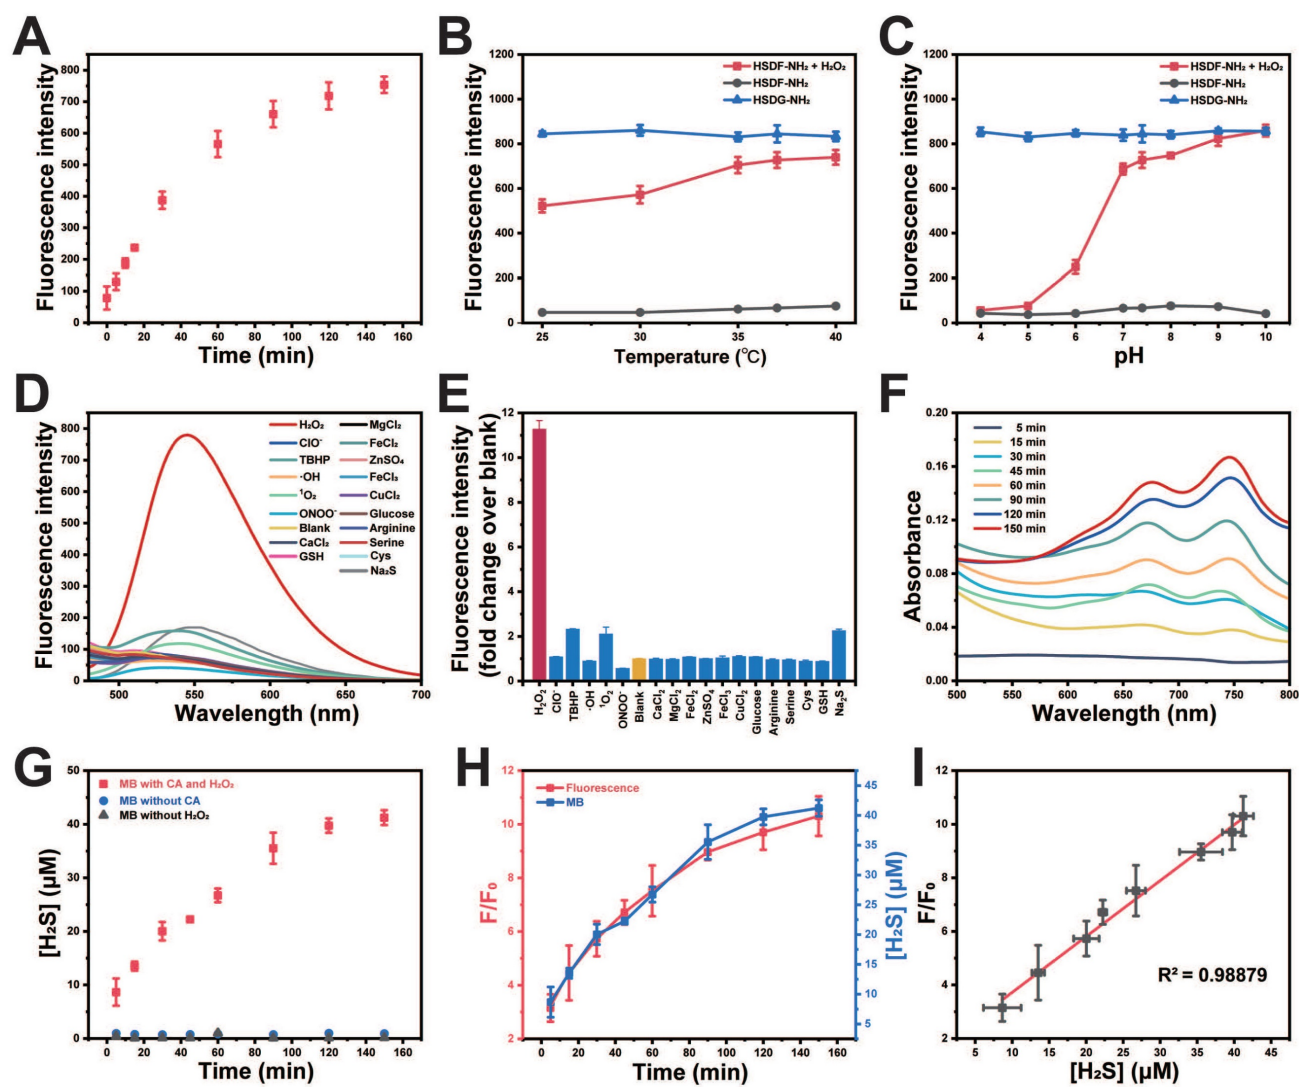 A
Fluorescence intensity
800
700
600
500
400
300
200
100
0
0 20 40 60 80 100 120 140 160
Time (min)
B
Fluorescence intensity
1200
1000
800
600
400
200
0
HSDF-NH₂ + H₂O₂
HSDF-NH₂
HSDG-NH₂
25 30 35 40
Temperature (℃)
C
Fluorescence intensity
1200
1000
800
600
400
200
0
HSDF-NH₂ + H₂O₂
HSDF-NH₂
HSDG-NH₂
4 5 6 7 8 9 10
pH
D
Fluorescence intensity
800
700
600
500
400
300
200
100
0
H₂O₂ MgCl₂
ClO⁻ FeCl₂
TBHP ZnSO₄
·OH FeCl₃
¹O₂ CuCl₂
ONOO⁻ Glucose
Blank Arginine
CaCl₂ Serine
GSH Cys
Na₂S
500 550 600 650 700
Wavelength (nm)
E
Fluorescence intensity
(fold change over blank)
12
10
8
6
4
2
0
H₂O₂
ClO⁻
TBHP
·OH
¹O₂
ONOO⁻
Blank
CaCl₂
MgCl₂
FeCl₂
ZnSO₄
FeCl₃
CuCl₂
Glucose
Arginine
Serine
Cys
GSH
Na₂S
F
Absorbance
0.20
0.16
0.12
0.08
0.04
0.00
5 min
15 min
30 min
45 min
60 min
90 min
120 min
150 min
500 550 600 650 700 750 800
Wavelength (nm)
G
[H₂S] (μM)
50
40
30
20
10
0
MB with CA and H₂O₂
MB without CA
MB without H₂O₂
0 20 40 60 80 100 120 140 160
Time (min)
H
F/F₀
12
10
8
6
4
2
Fluorescence
MB
45
40
35
30
25
20
15
10
5
[H₂S] (μM)
0 20 40 60 80 100 120 140 160
Time (min)
I
F/F₀
12
10
8
6
4
2
R² = 0.98879
5 10 15 20 25 30 35 40 45
[H₂S] (μM)